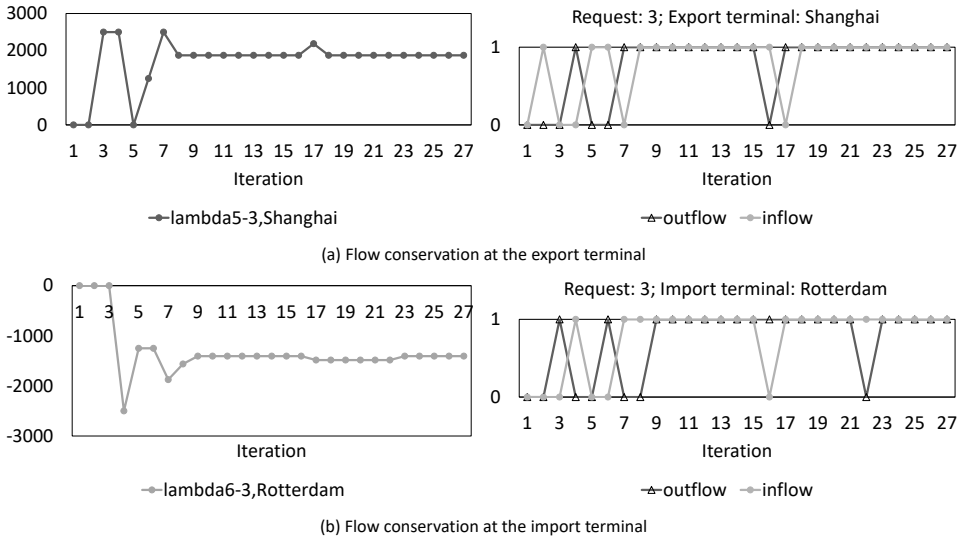 3000
2000
1000
0
1 3 5 7 9 11 13 15 17 19 21 23 25 27
Iteration
lambda5-3,Shanghai
Request: 3; Export terminal: Shanghai
1
0
1 3 5 7 9 11 13 15 17 19 21 23 25 27
Iteration
outflow inflow
(a) Flow conservation at the export terminal
0
1 3 5 7 9 11 13 15 17 19 21 23 25 27
-1000
-2000
-3000
Iteration
lambda6-3,Rotterdam
Request: 3; Import terminal: Rotterdam
1
0
1 3 5 7 9 11 13 15 17 19 21 23 25 27
Iteration
outflow inflow
(b) Flow conservation at the import terminal